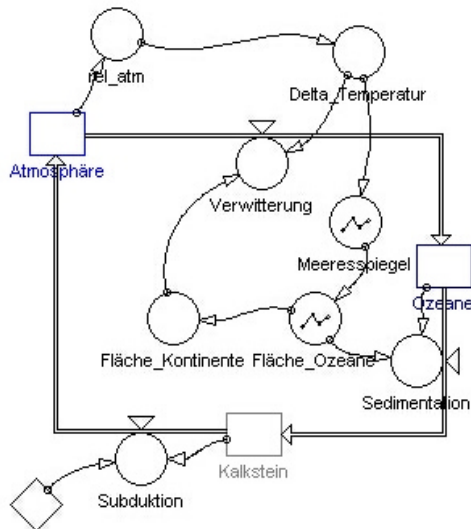 rel_atm
Delta_Temperatur
Atmosphäre
Verwitterung
Meeresspiegel
Ozeane
Fläche_Kontinente
Fläche_Ozeane
Sedimentation
Kalkstein
Subduktion